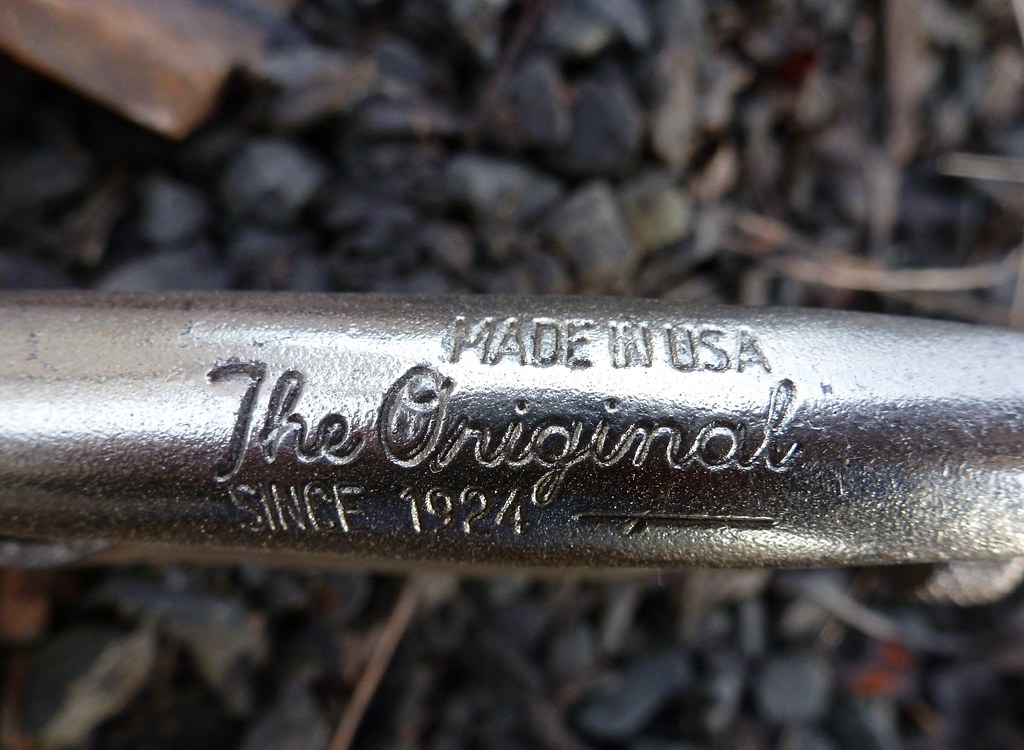 MADE IN USA
The Original
SINCE 1924